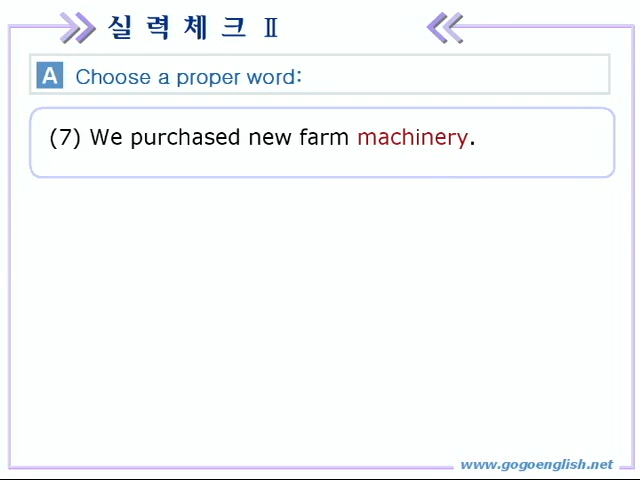 실력체크 Ⅱ
A Choose a proper word:
(7) We purchased new farm machinery.
www.gogoenglish.net